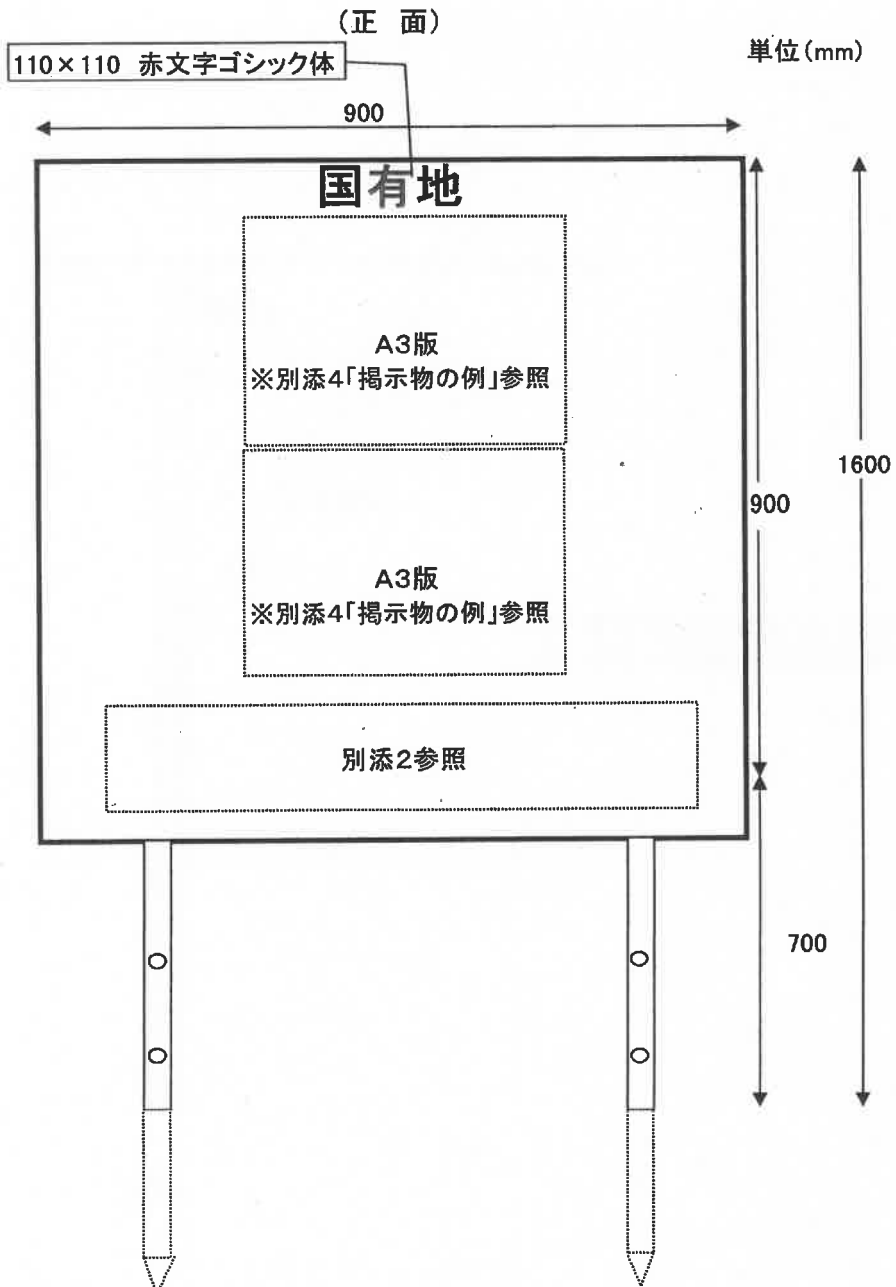 (正 面)
110×110 赤文字ゴシック体
単位(mm)
900
国有地
A3版
※別添4「掲示物の例」参照
1600
900
A3版
※別添4「掲示物の例」参照
別添2参照
700